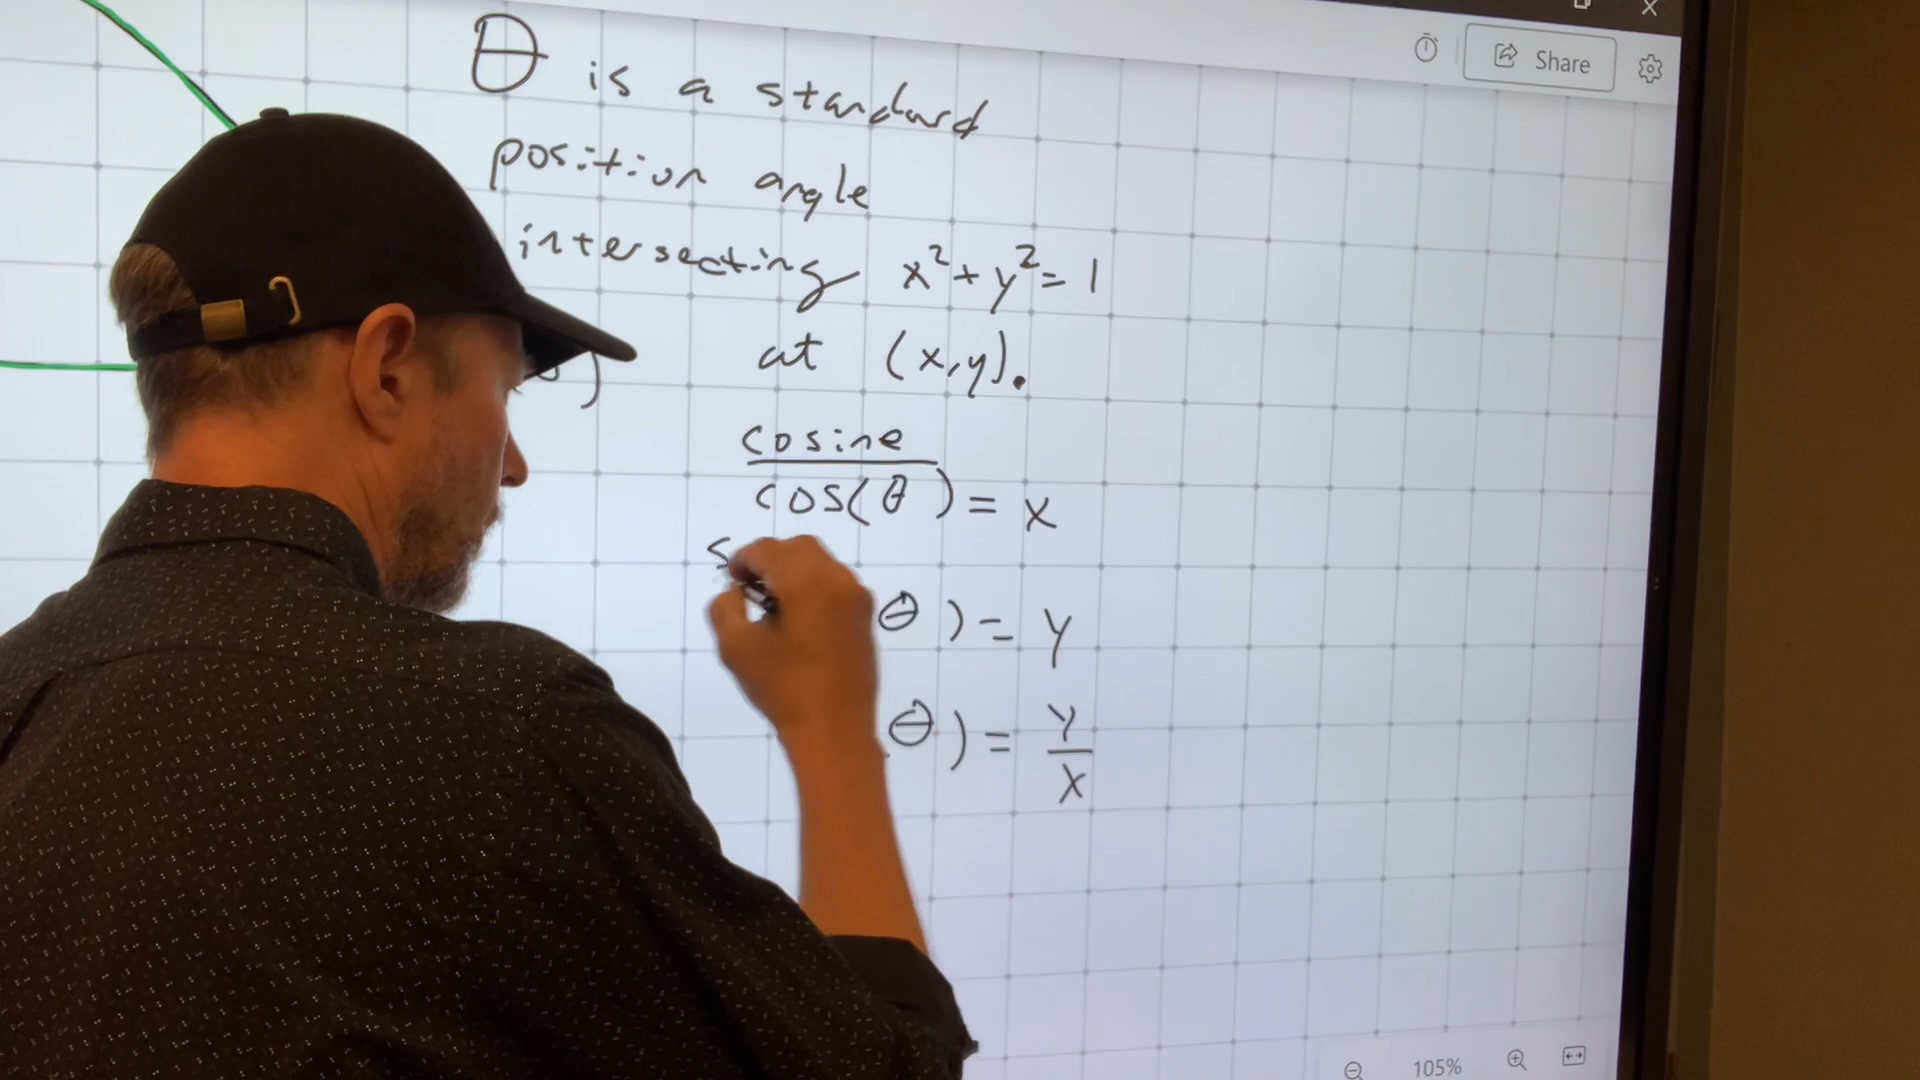 Share
θ is a standard
position angle
intersecting x²+y²=1
at (x,y).
)
cosine
cos(θ) = x
s
θ ) = y
θ ) = y/x
105%